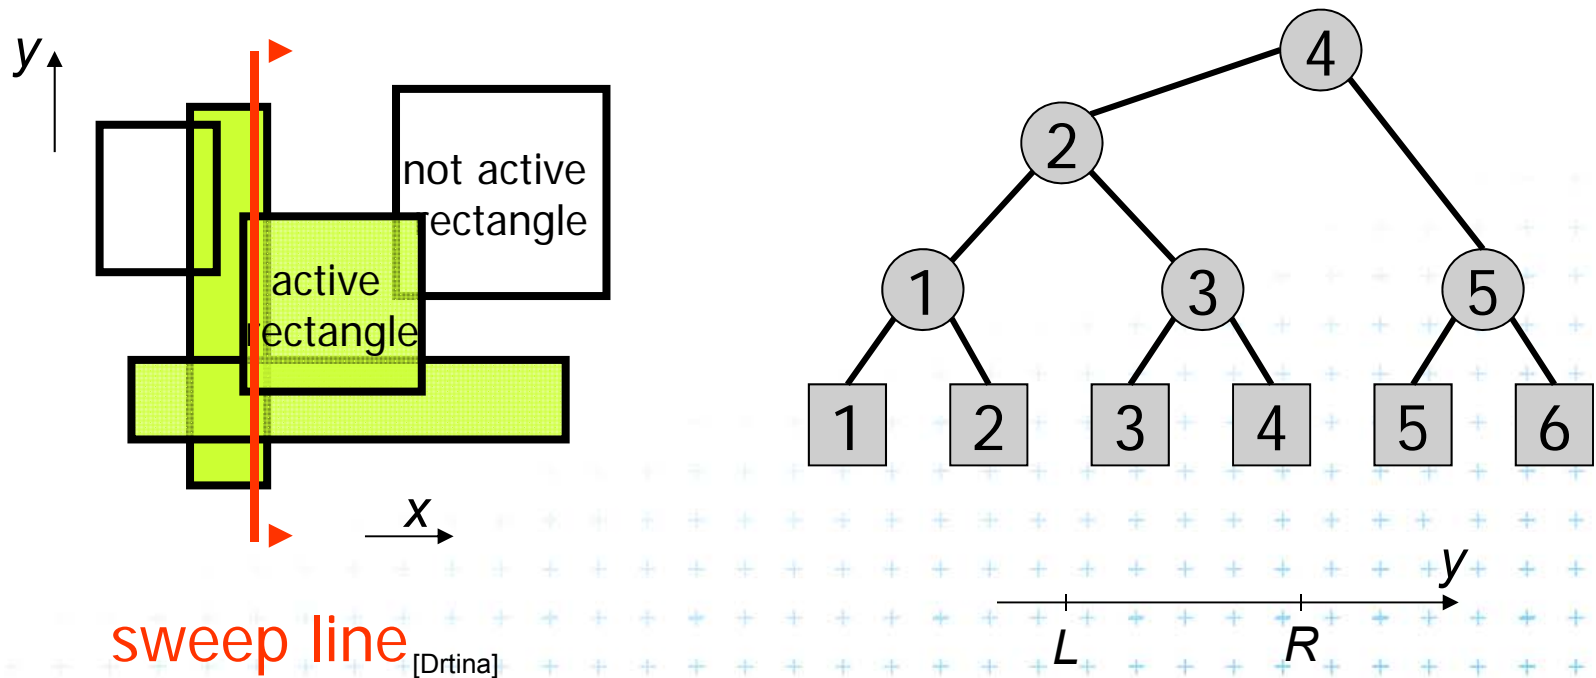 y
not active
rectangle
active
rectangle
x
sweep line [Drtina]
4
2
1 3 5
1 2 3 4 5 6
y
L R